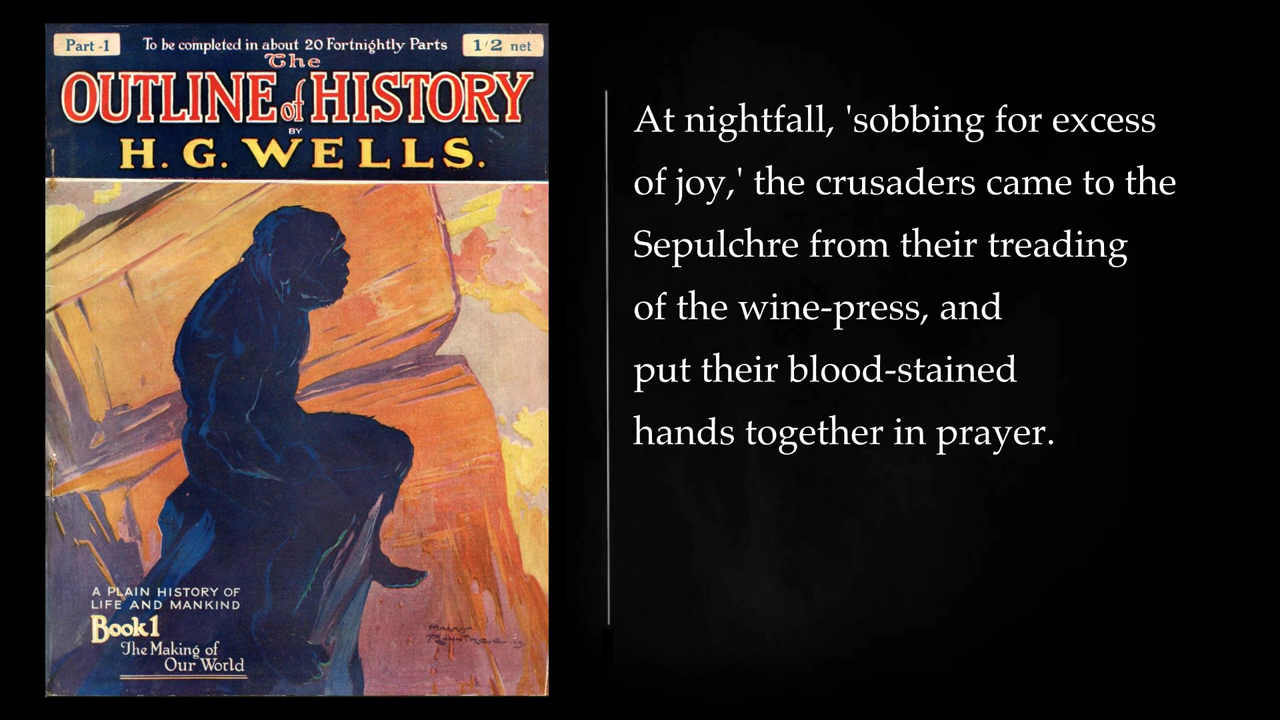 Part -1
To be completed in about 20 Fortnightly Parts
1/2 net
The
OUTLINE of HISTORY
BY
H. G. WELLS.
At nightfall, 'sobbing for excess
of joy,' the crusaders came to the
Sepulchre from their treading
of the wine-press, and
put their blood-stained
hands together in prayer.
A PLAIN HISTORY OF
LIFE AND MANKIND
Book 1
The Making of
Our World